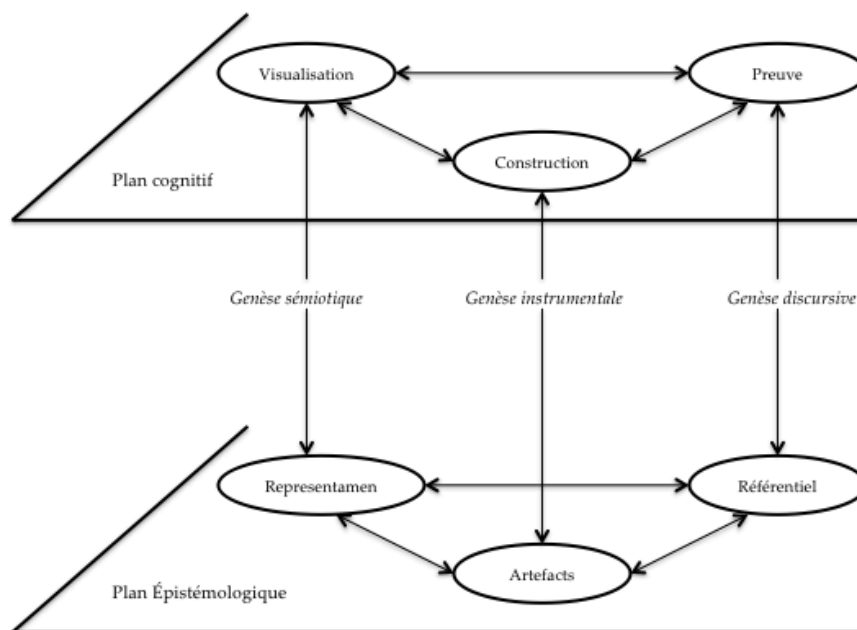 Visualisation
Preuve
Construction
Plan cognitif
Genèse sémiotique
Genèse instrumentale
Genèse discursive
Representamen
Référentiel
Artefacts
Plan Épistémologique